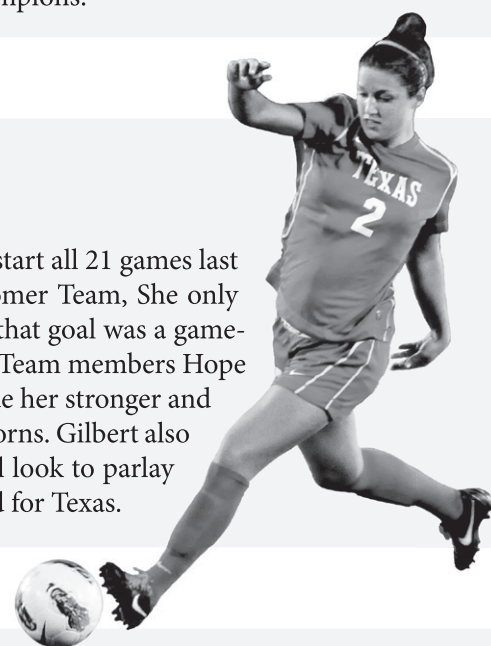 mpions.
TEXAS
2
start all 21 games last
omer Team, She only
that goal was a game-
Team members Hope
e her stronger and
orns. Gilbert also
l look to parlay
d for Texas.